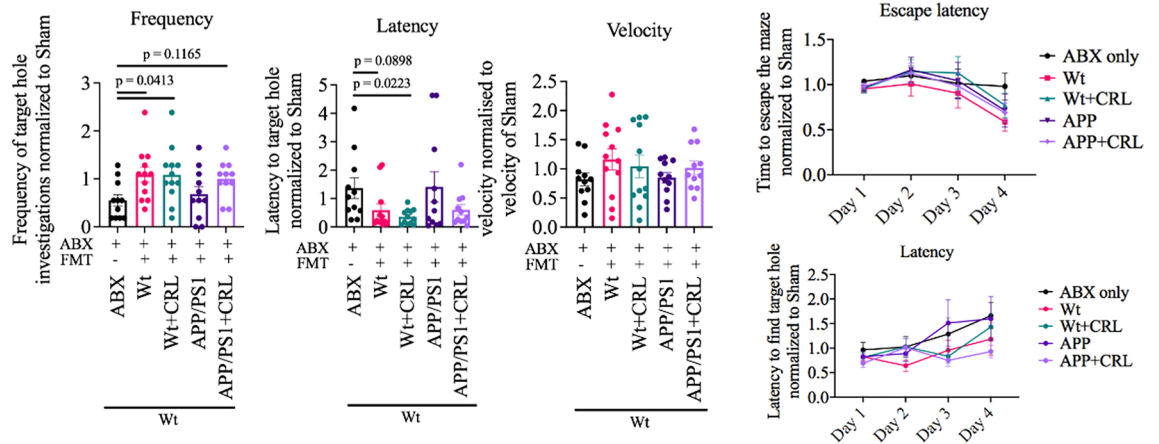 Frequency
Frequency of target hole
investigations normalized to Sham
p = 0.1165
p = 0.0413
3
2
1
0
ABX + + + + +
FMT - + + + +
ABX
Wt
Wt+CRL
APP/PS1
APP/PS1+CRL
Wt
Latency
Latency to target hole
normalized to Sham
p = 0.0898
p = 0.0223
5
4
3
2
1
0
ABX + + + + +
FMT - + + + +
ABX
Wt
Wt+CRL
APP/PS1
APP/PS1+CRL
Wt
Velocity
velocity normalised to
velocity of Sham
2.5
2.0
1.5
1.0
0.5
0.0
ABX + + + + +
FMT - + + + +
ABX
Wt
Wt+CRL
APP/PS1
APP/PS1+CRL
Wt
Escape latency
Time to escape the maze
normalized to Sham
1.5
1.0
0.5
0.0
Day 1
Day 2
Day 3
Day 4
ABX only
Wt
Wt+CRL
APP
APP+CRL
Latency
Latency to find target hole
normalized to Sham
2.5
2.0
1.5
1.0
0.5
0.0
Day 1
Day 2
Day 3
Day 4
ABX only
Wt
Wt+CRL
APP
APP+CRL